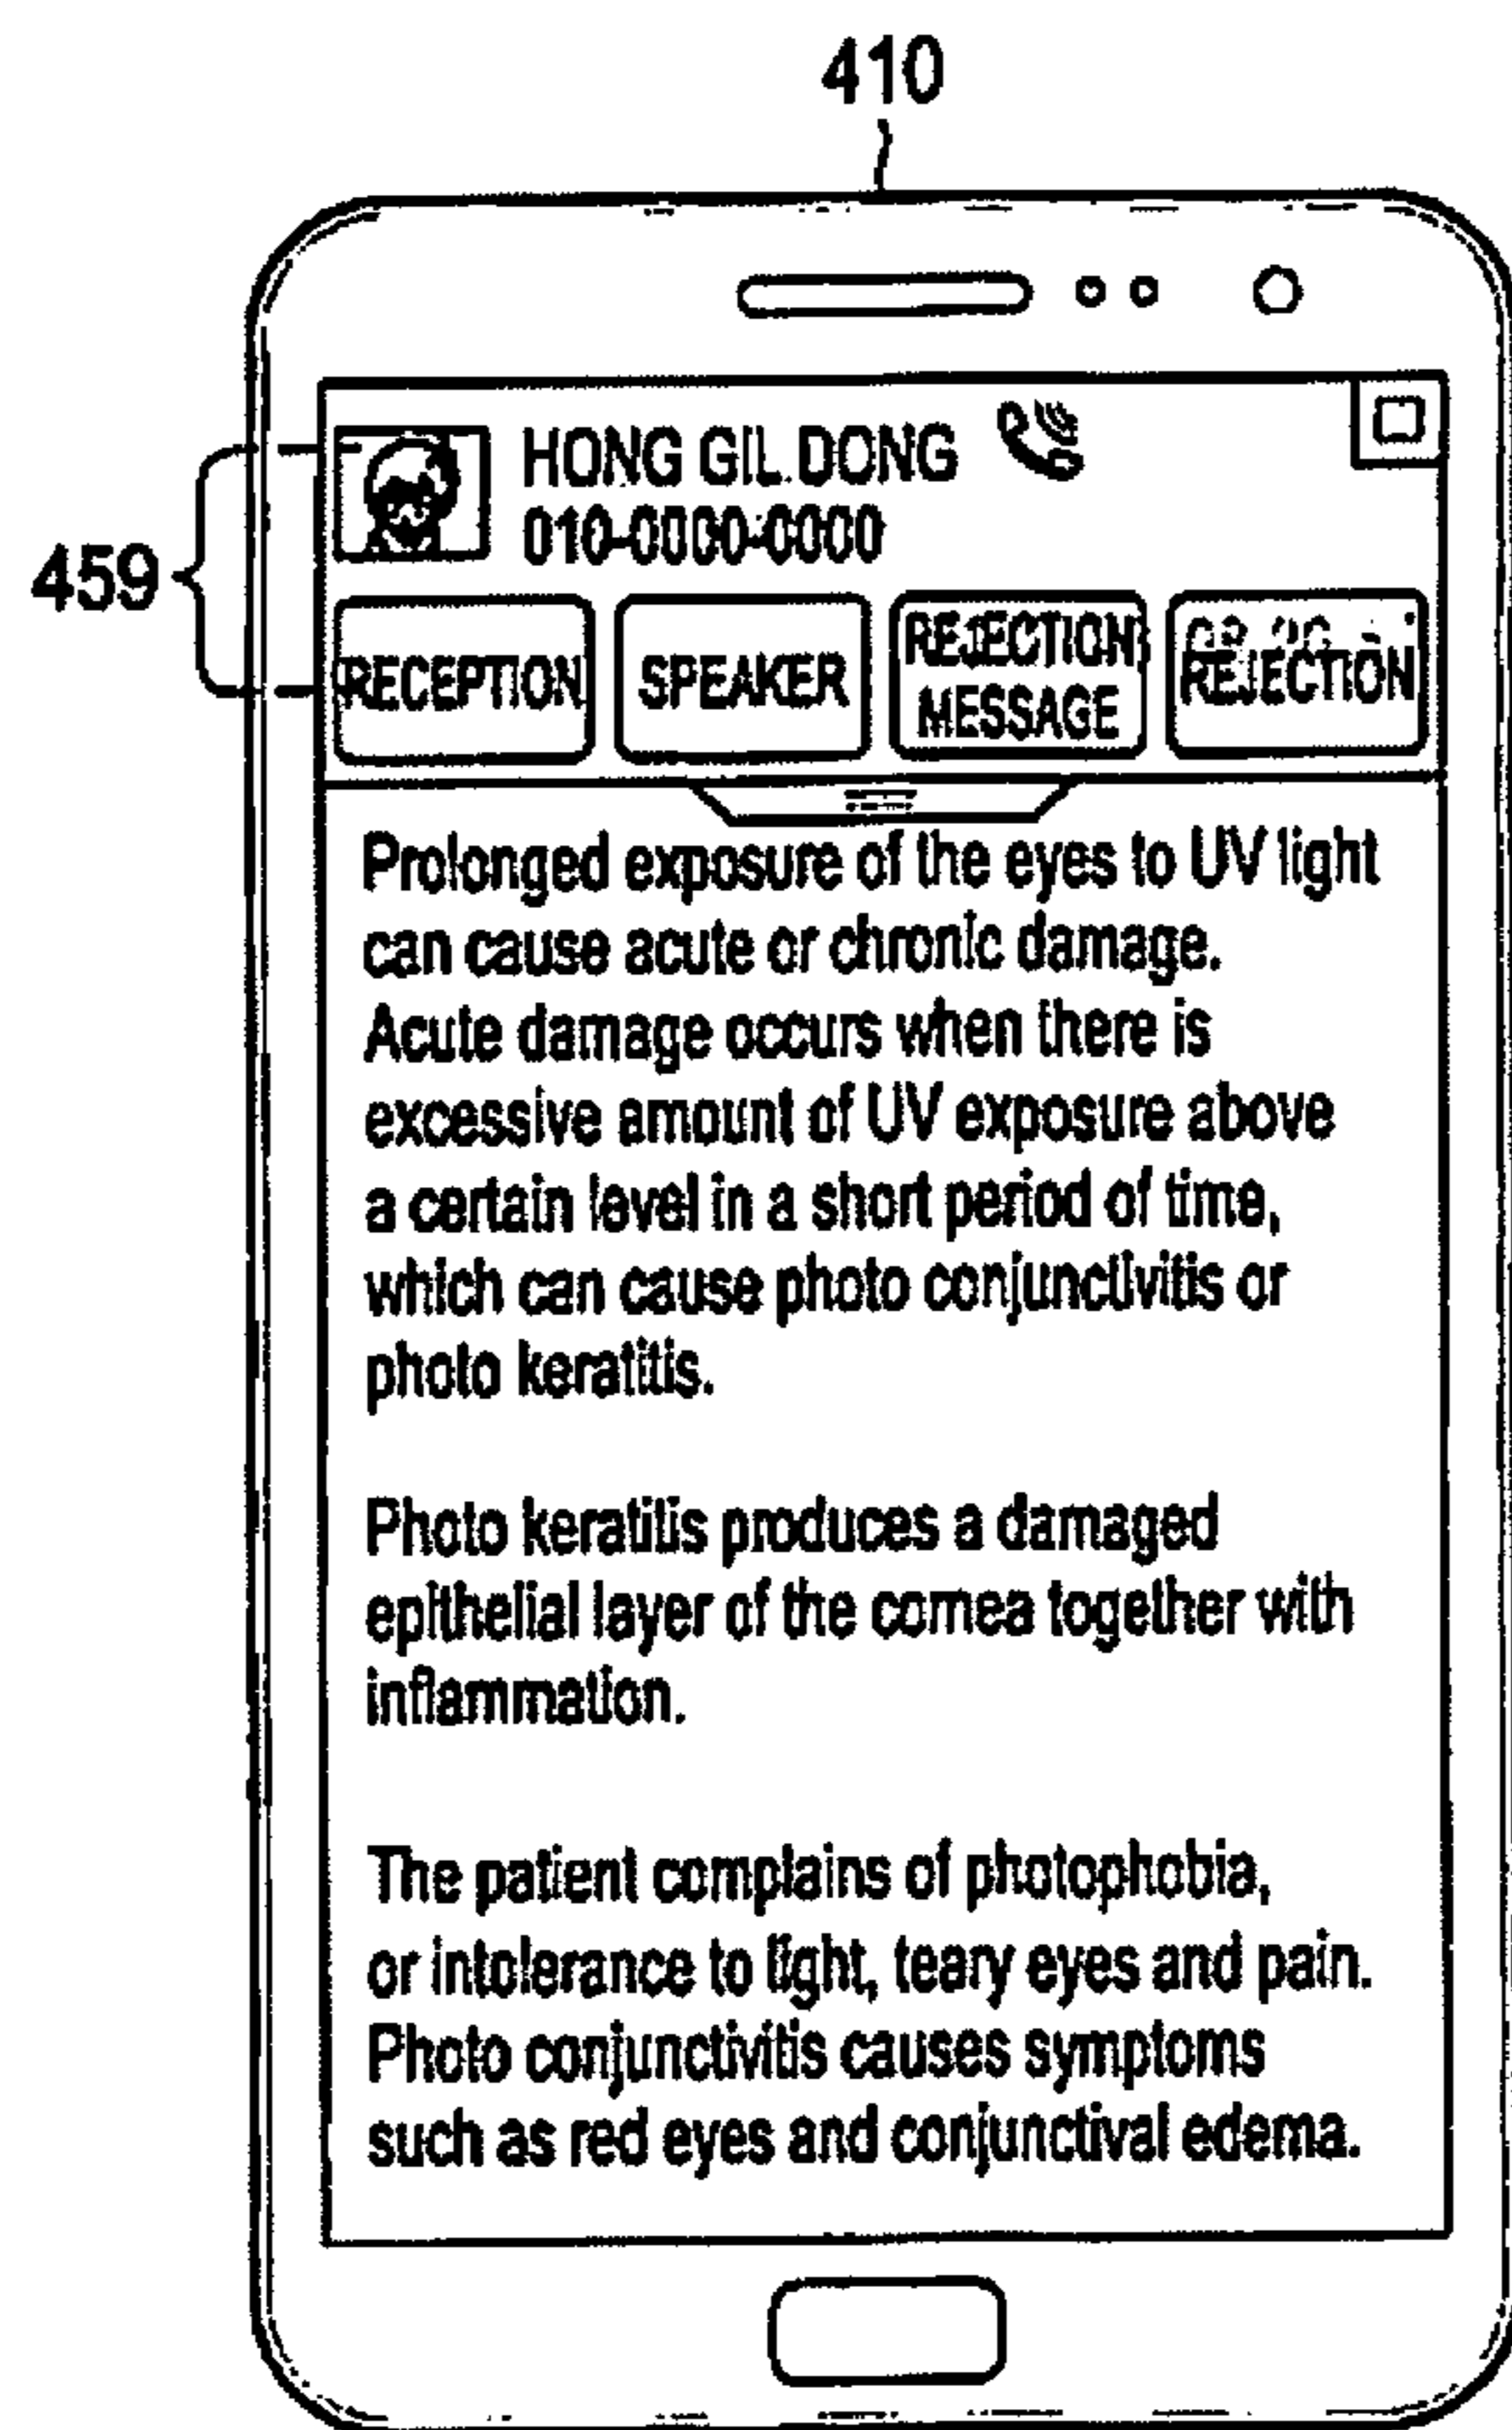 410
459
HONG GIL DONG
010-0000-0000
RECEPTION
SPEAKER
REJECTION
MESSAGE
REJECTION
Prolonged exposure of the eyes to UV light
can cause acute or chronic damage.
Acute damage occurs when there is
excessive amount of UV exposure above
a certain level in a short period of time,
which can cause photo conjunctivitis or
photo keratitis.
Photo keratitis produces a damaged
epithelial layer of the cornea together with
inflammation.
The patient complains of photophobia,
or intolerance to light, teary eyes and pain.
Photo conjunctivitis causes symptoms
such as red eyes and conjunctival edema.